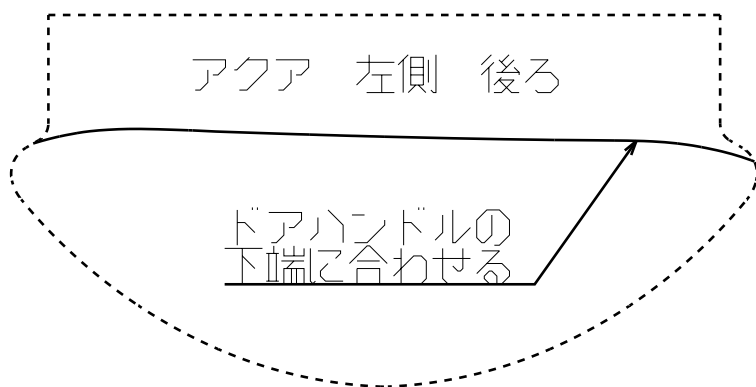 アクア　左側　後ろ
ドアハンドルの
下端に合わせる